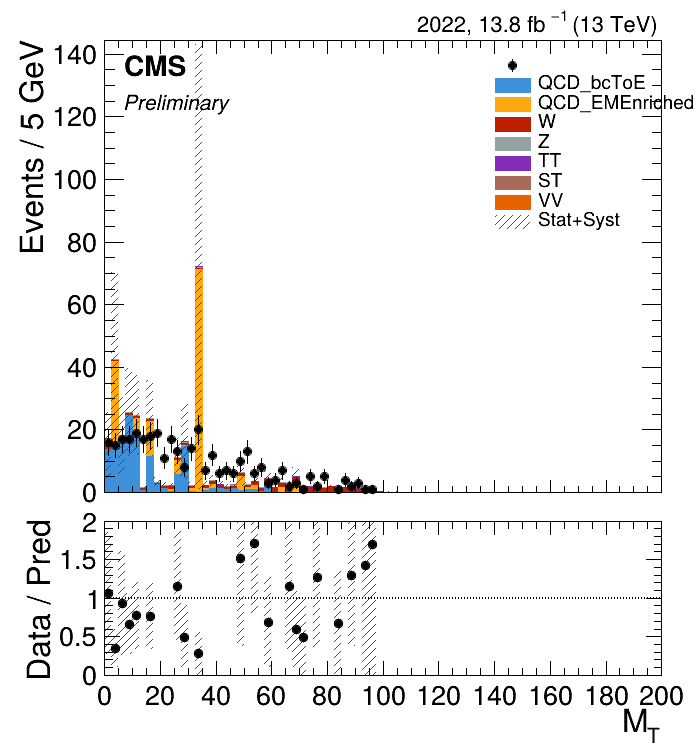 2022, 13.8 fb⁻¹ (13 TeV)
CMS
Preliminary
QCD_bcToE
QCD_EMEnriched
W
Z
TT
ST
VV
Stat+Syst
Events / 5 GeV
140
120
100
80
60
40
20
0
Data / Pred
2
1.5
1
0.5
0
0 20 40 60 80 100 120 140 160 180 200
M_T